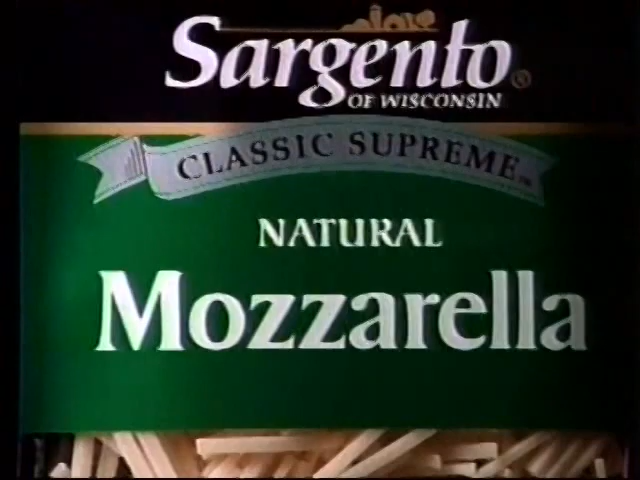 Sargento®
OF WISCONSIN
CLASSIC SUPREME™
NATURAL
Mozzarella